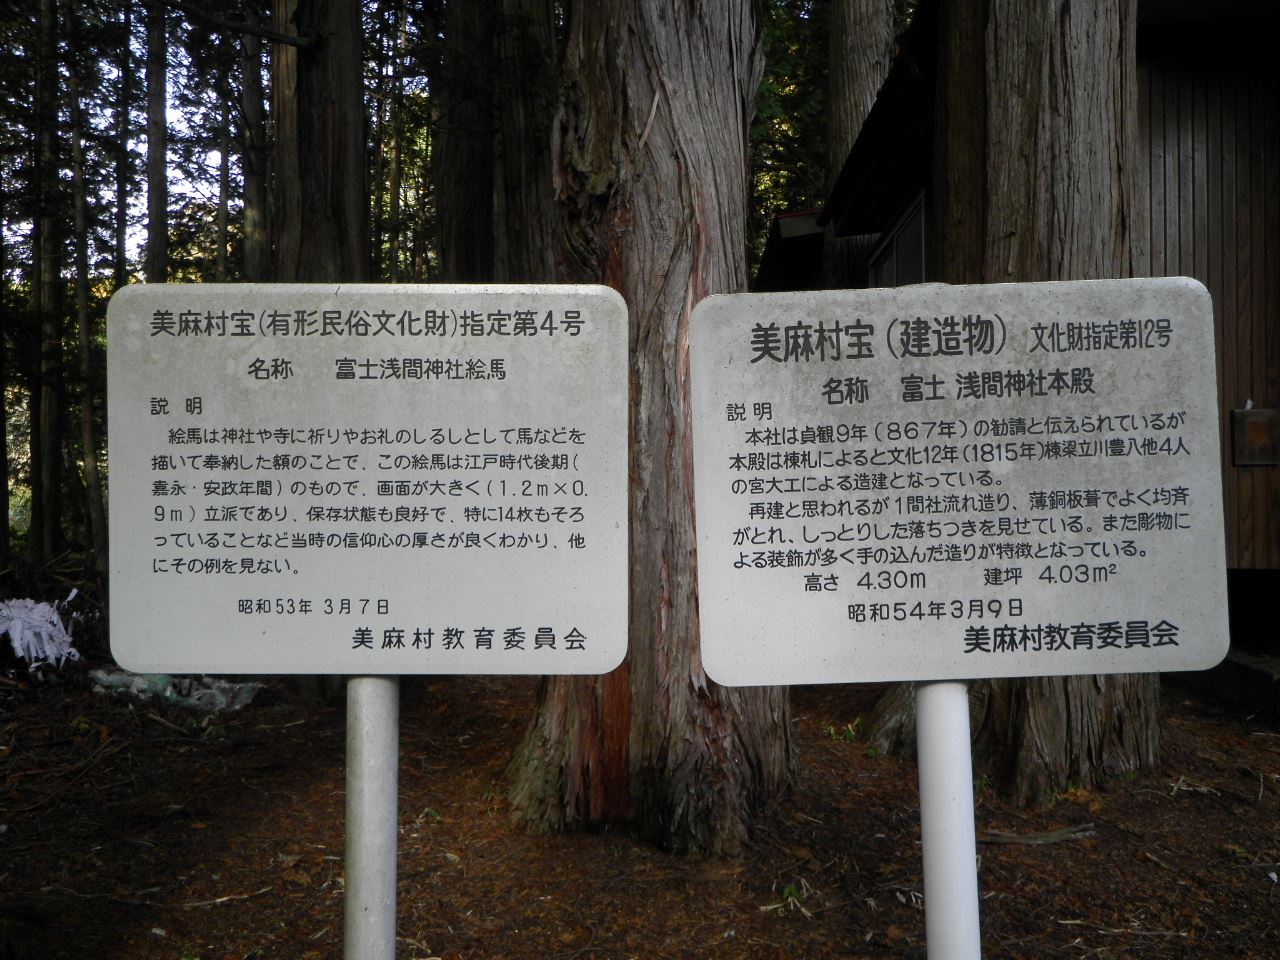 美麻村宝(有形民俗文化財)指定第4号
名称 富士浅間神社絵馬
説明
絵馬は神社や寺に祈りやお礼のしるしとして馬などを
描いて奉納した額のことで、この絵馬は江戸時代後期(
嘉永・安政年間)のもので、画面が大きく(1.2m×0.
9m)立派であり、保存状態も良好で、特に14枚もそろ
っていることなど当時の信仰心の厚さが良くわかり、他
にその例を見ない。
昭和53年3月7日
美麻村教育委員会
美麻村宝(建造物) 文化財指定第12号
名称 富士浅間神社本殿
説明
本社は貞観9年(867年)の勧請と伝えられているが
本殿は棟札によると文化12年(1815年)棟梁立川豊八他4人
の宮大工による造建となっている。
再建と思われるが1間社流れ造り、薄銅板葺でよく均斉
がとれ、しっとりした落ちつきを見せている。また彫物に
よる装飾が多く手の込んだ造りが特徴となっている。
高さ 4.30m 建坪 4.03m²
昭和54年3月9日
美麻村教育委員会